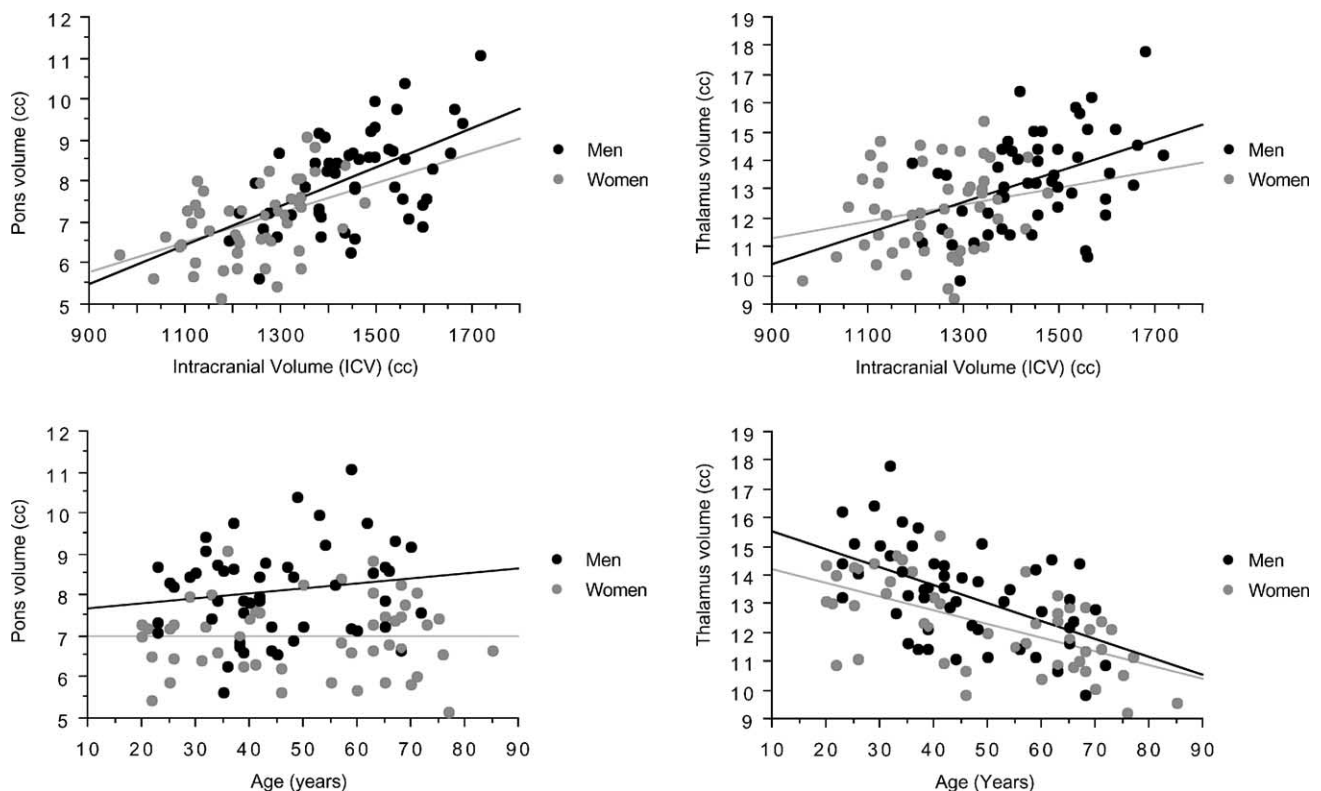 Pons volume (cc)
12
11
10
9
8
7
6
5
900 1100 1300 1500 1700
Intracranial Volume (ICV) (cc)
Men
Women
Thalamus volume (cc)
19
18
17
16
15
14
13
12
11
10
9
900 1100 1300 1500 1700
Intracranial Volume (ICV) (cc)
Men
Women
Pons volume (cc)
12
11
10
9
8
7
6
5
10 20 30 40 50 60 70 80 90
Age (years)
Men
Women
Thalamus volume (cc)
19
18
17
16
15
14
13
12
11
10
9
10 20 30 40 50 60 70 80 90
Age (Years)
Men
Women